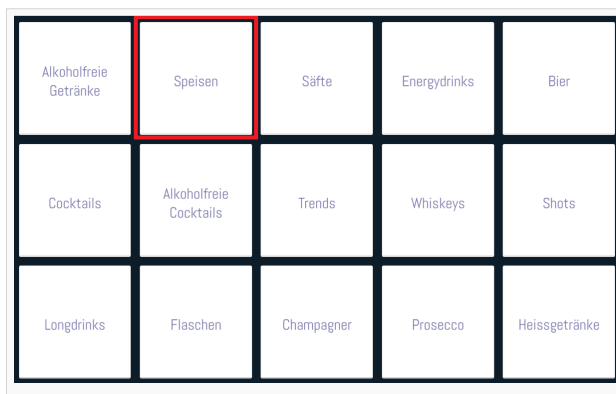 Alkoholfreie
Getränke
Speisen
Säfte
Energydrinks
Bier
Cocktails
Alkoholfreie
Cocktails
Trends
Whiskeys
Shots
Longdrinks
Flaschen
Champagner
Prosecco
Heissgetränke